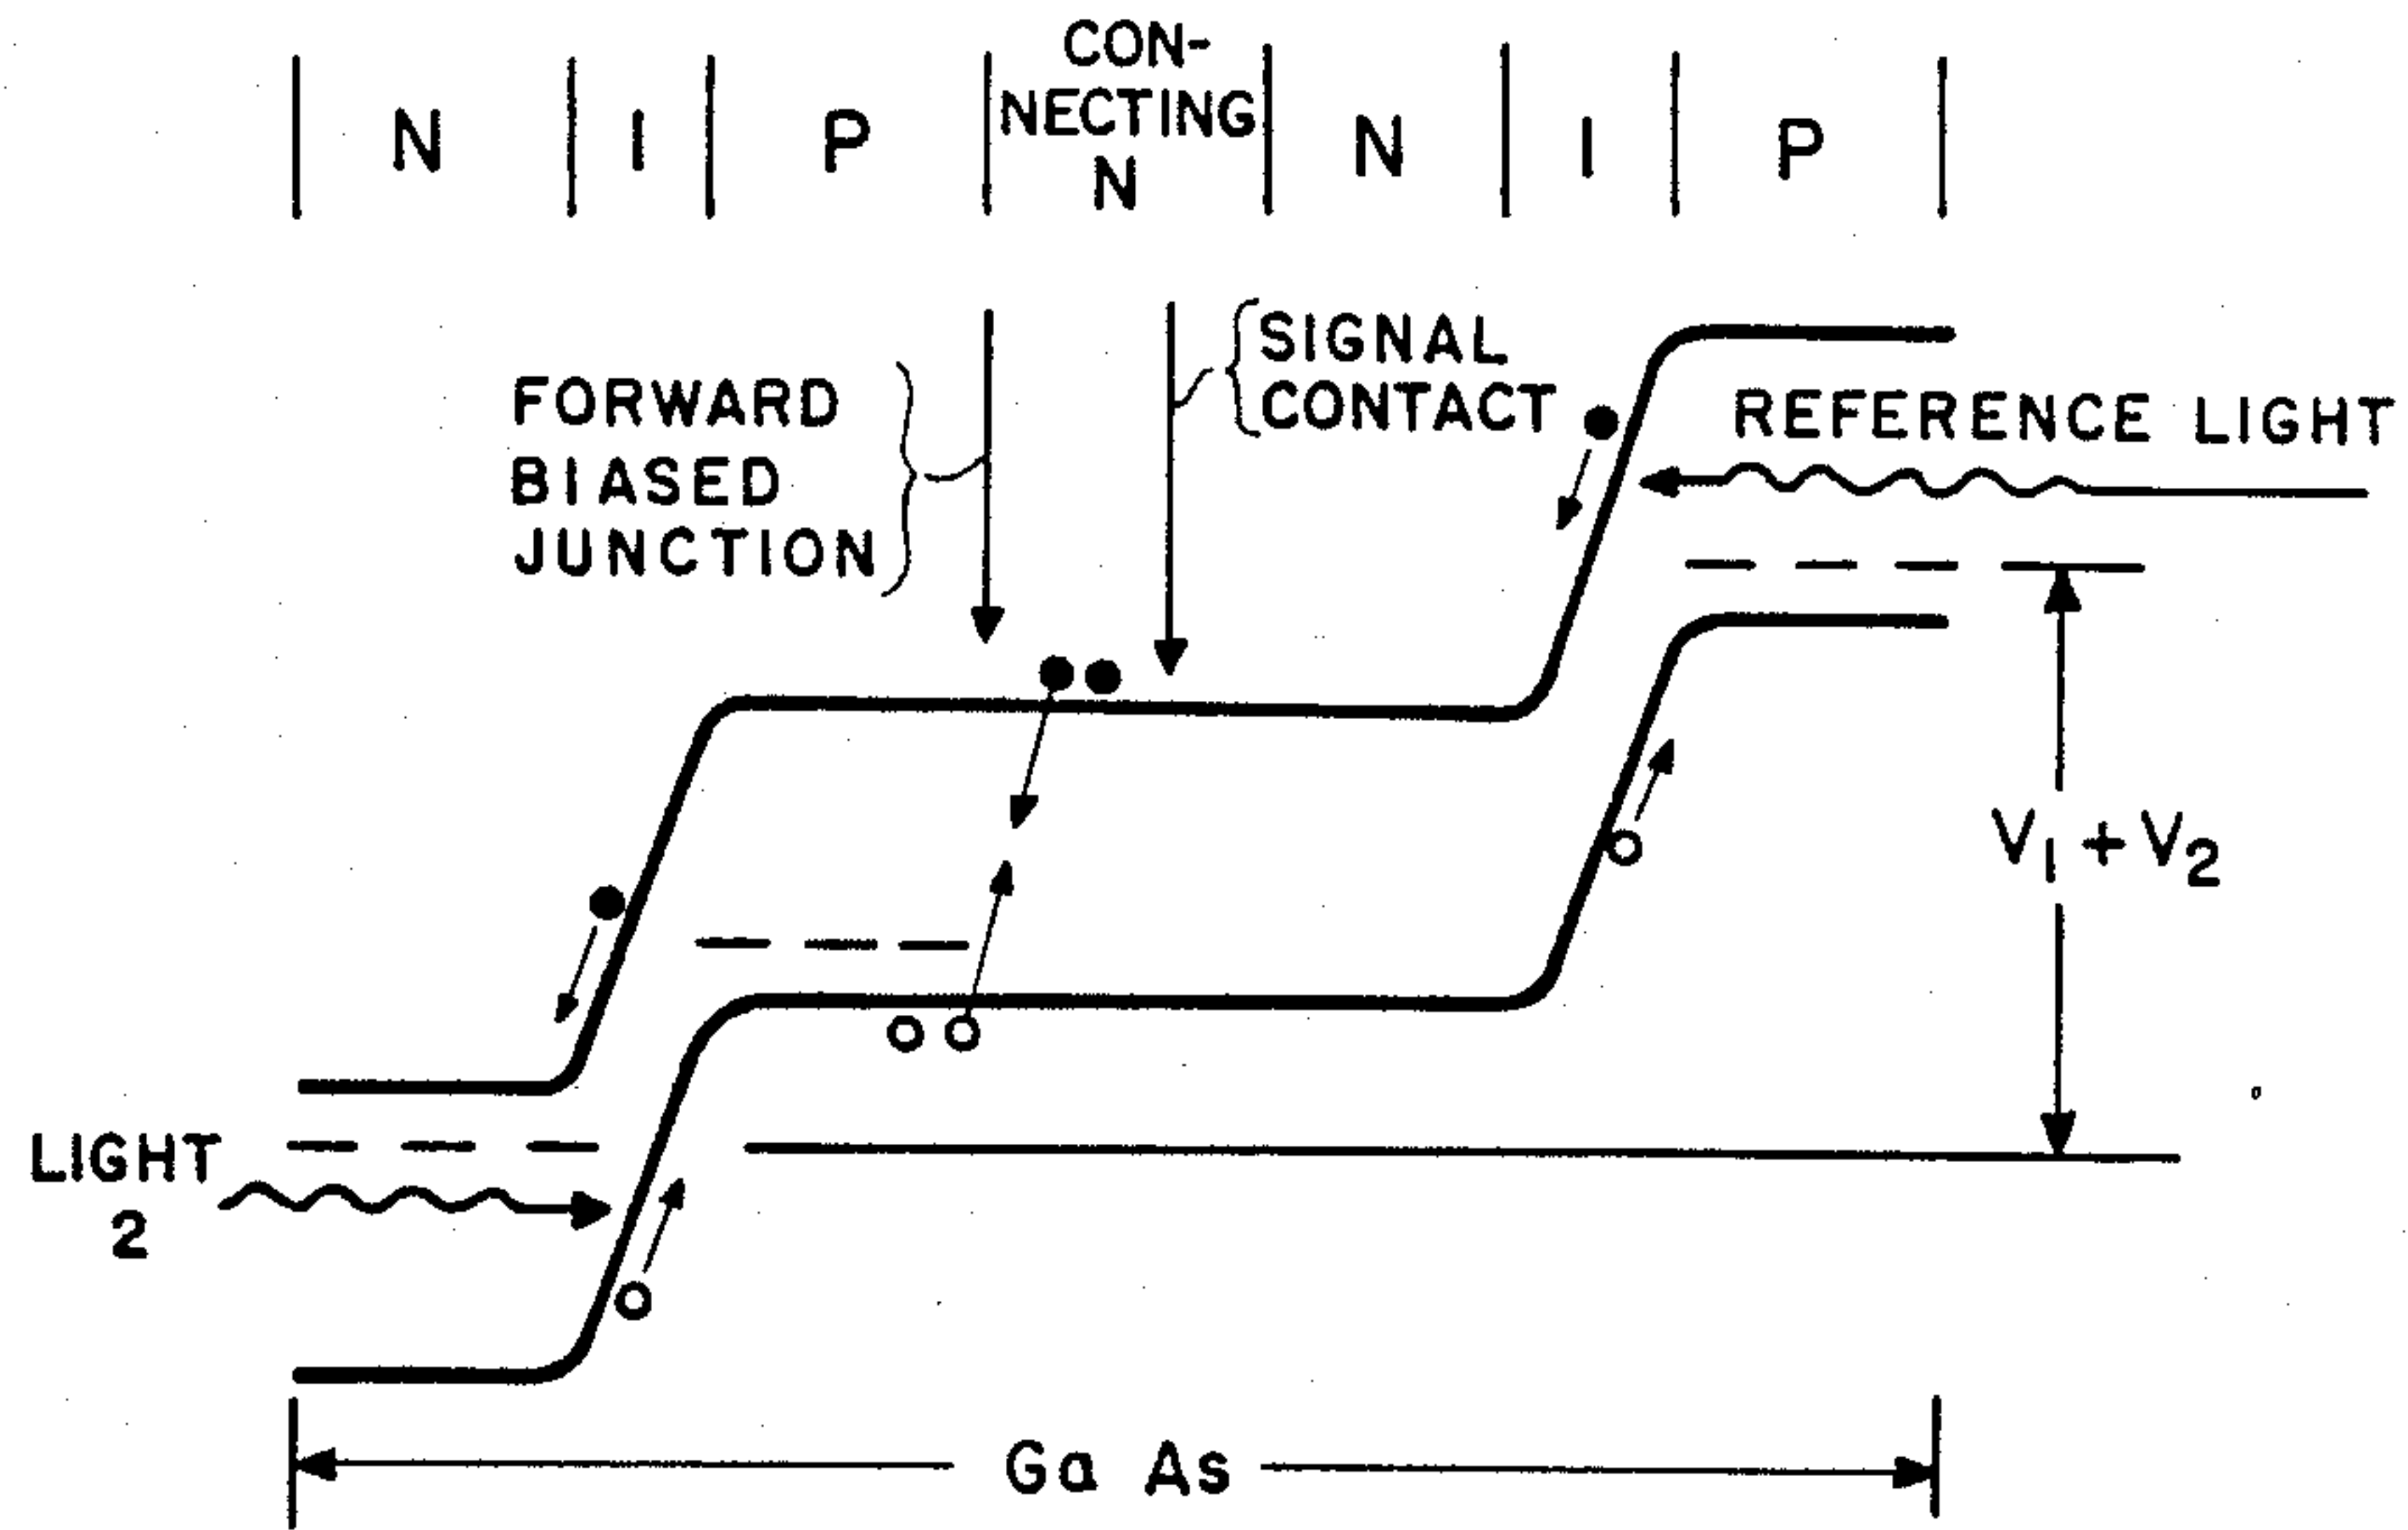 CON-
NECTING
N
N I P N I P
SIGNAL
CONTACT
FORWARD
BIASED
JUNCTION
REFERENCE LIGHT
V1 + V2
LIGHT
2
Ga As